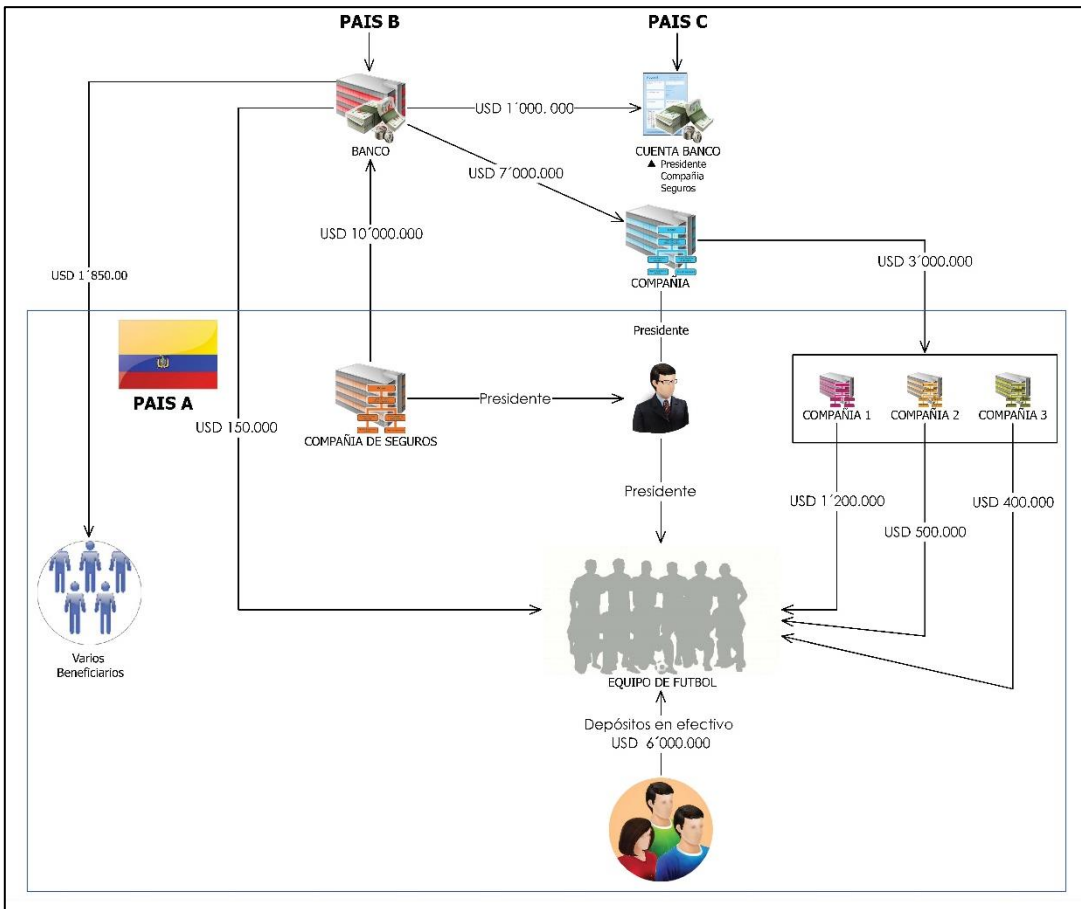 PAIS B
PAIS C
USD 1´000. 000
BANCO
CUENTA BANCO
▲ Presidente
Compañia
Seguros
USD 7´000.000
USD 10´000.000
USD 3´000.000
USD 1´850.00
COMPAÑIA
Presidente
PAIS A
Presidente
COMPAÑIA 1
COMPAÑIA 2
COMPAÑIA 3
USD 150.000
COMPAÑIA DE SEGUROS
Presidente
USD 1´200.000
USD 400.000
USD 500.000
Varios
Beneficiarios
EQUIPO DE FUTBOL
Depósitos en efectivo
USD 6´000.000